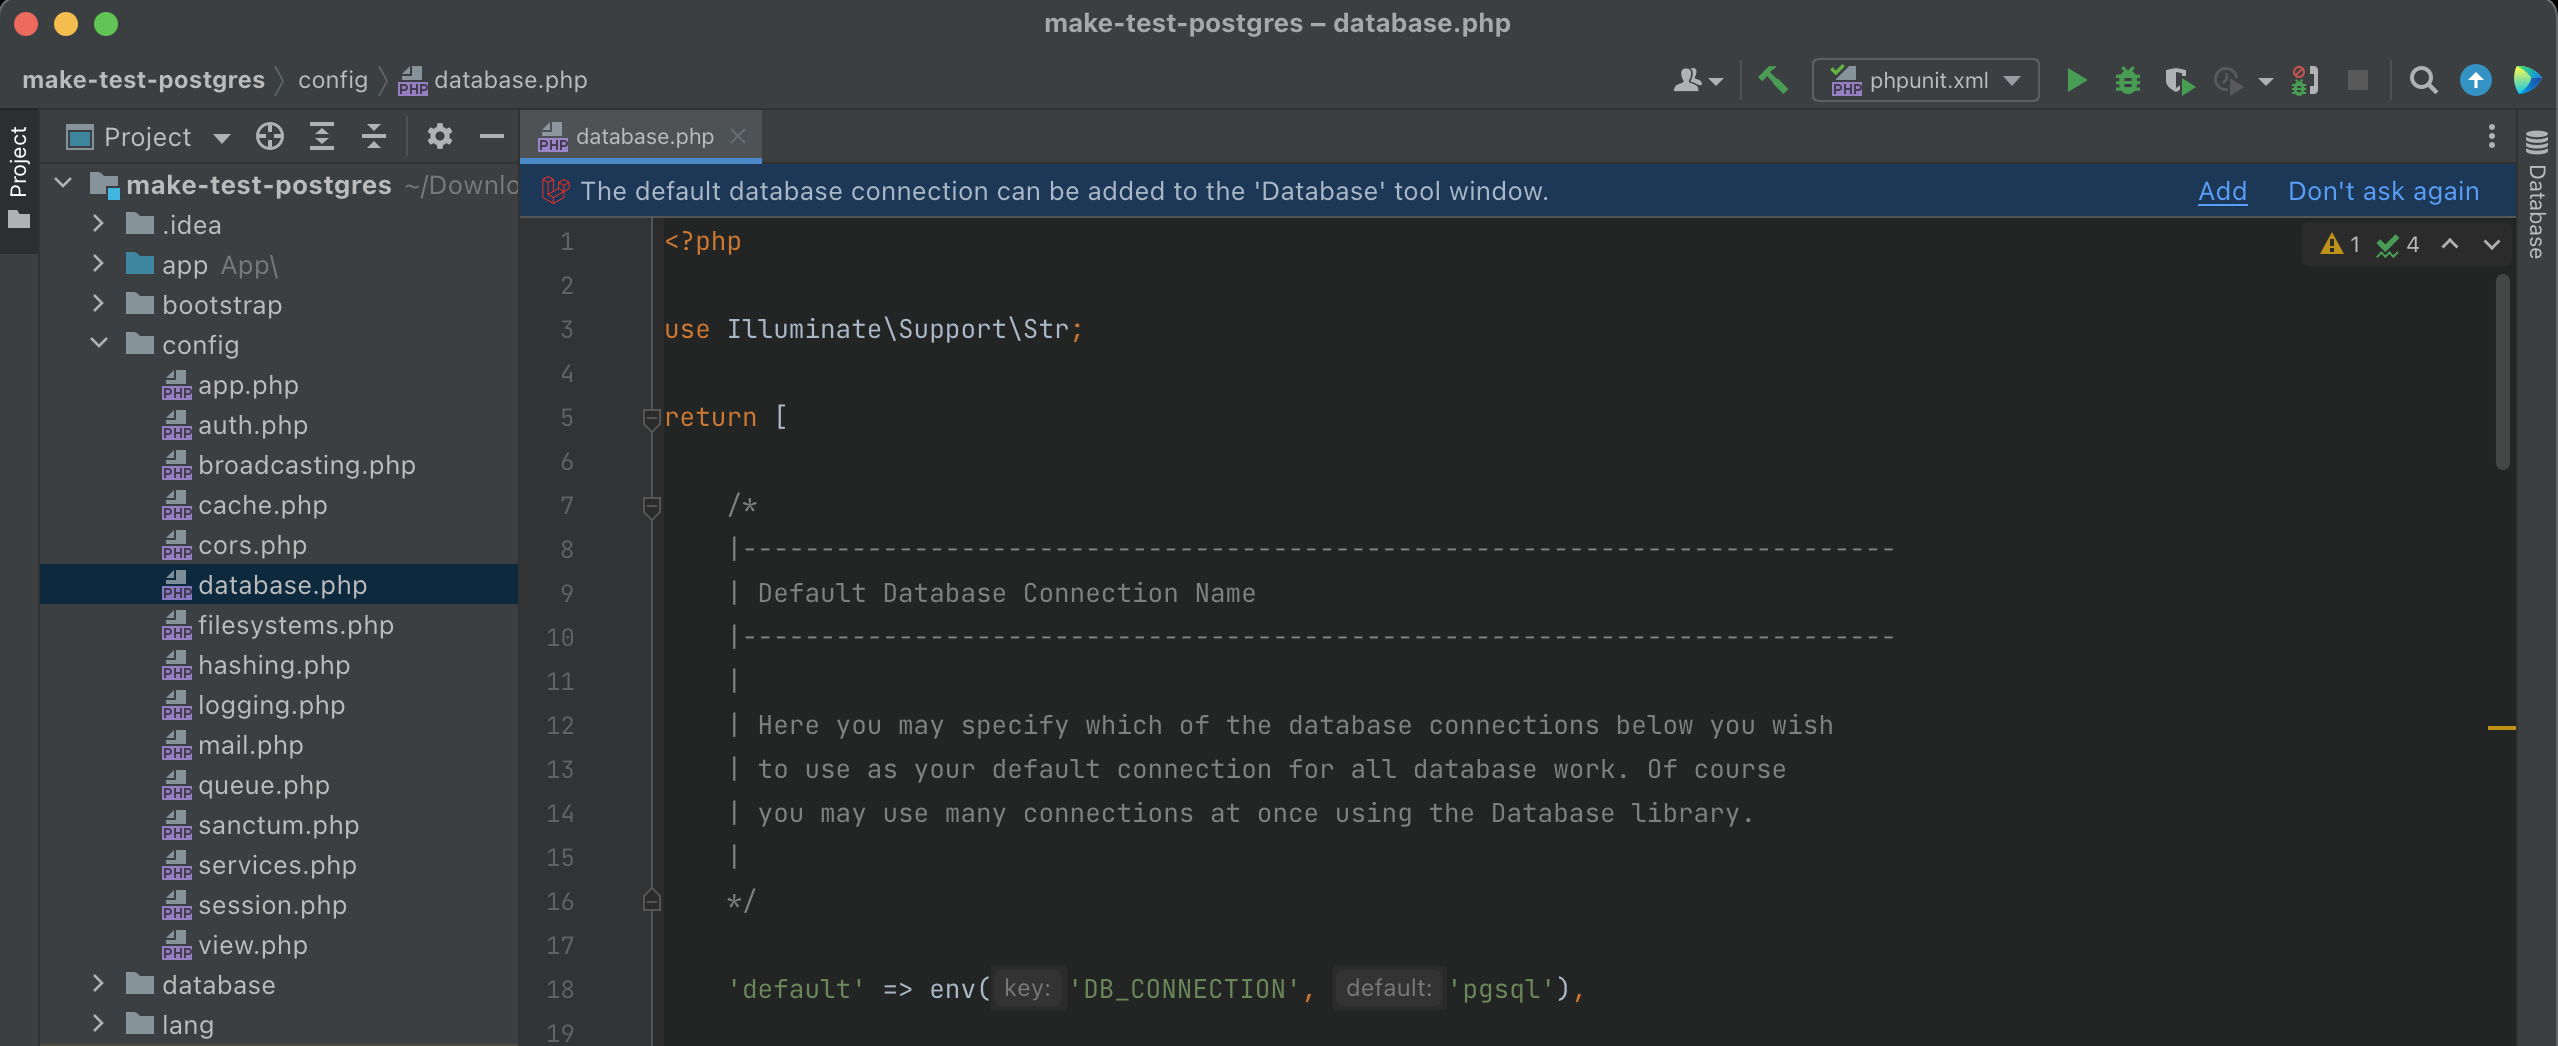 make-test-postgres – database.php
make-test-postgres config database.php
phpunit.xml
Project
Project
database.php
Database
make-test-postgres ~/Downlo
.idea
app App\
bootstrap
config
app.php
auth.php
broadcasting.php
cache.php
cors.php
database.php
filesystems.php
hashing.php
logging.php
mail.php
queue.php
sanctum.php
services.php
session.php
view.php
database
lang
The default database connection can be added to the 'Database' tool window. Add Don't ask again
1 4
1 <?php
2
3 use Illuminate\Support\Str;
4
5 return [
6
7 /*
8 |--------------------------------------------------------------------------
9 | Default Database Connection Name
10 |--------------------------------------------------------------------------
11 |
12 | Here you may specify which of the database connections below you wish
13 | to use as your default connection for all database work. Of course
14 | you may use many connections at once using the Database library.
15 |
16 */
17
18 'default' => env( key: 'DB_CONNECTION', default: 'pgsql'),
19